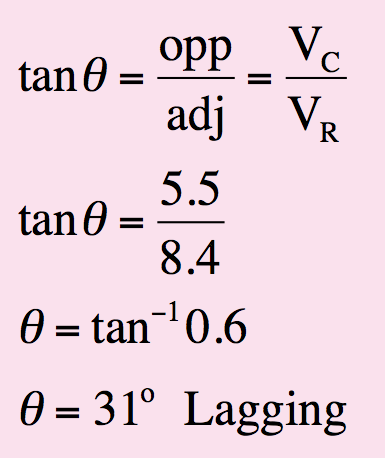 tan θ = opp/adj = V_C/V_R
tan θ = 5.5/8.4
θ = tan⁻¹ 0.6
θ = 31° Lagging